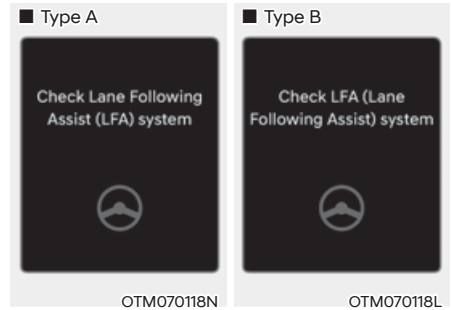 ■ Type A
Check Lane Following
Assist (LFA) system
OTM070118N
■ Type B
Check LFA (Lane
Following Assist) system
OTM070118L